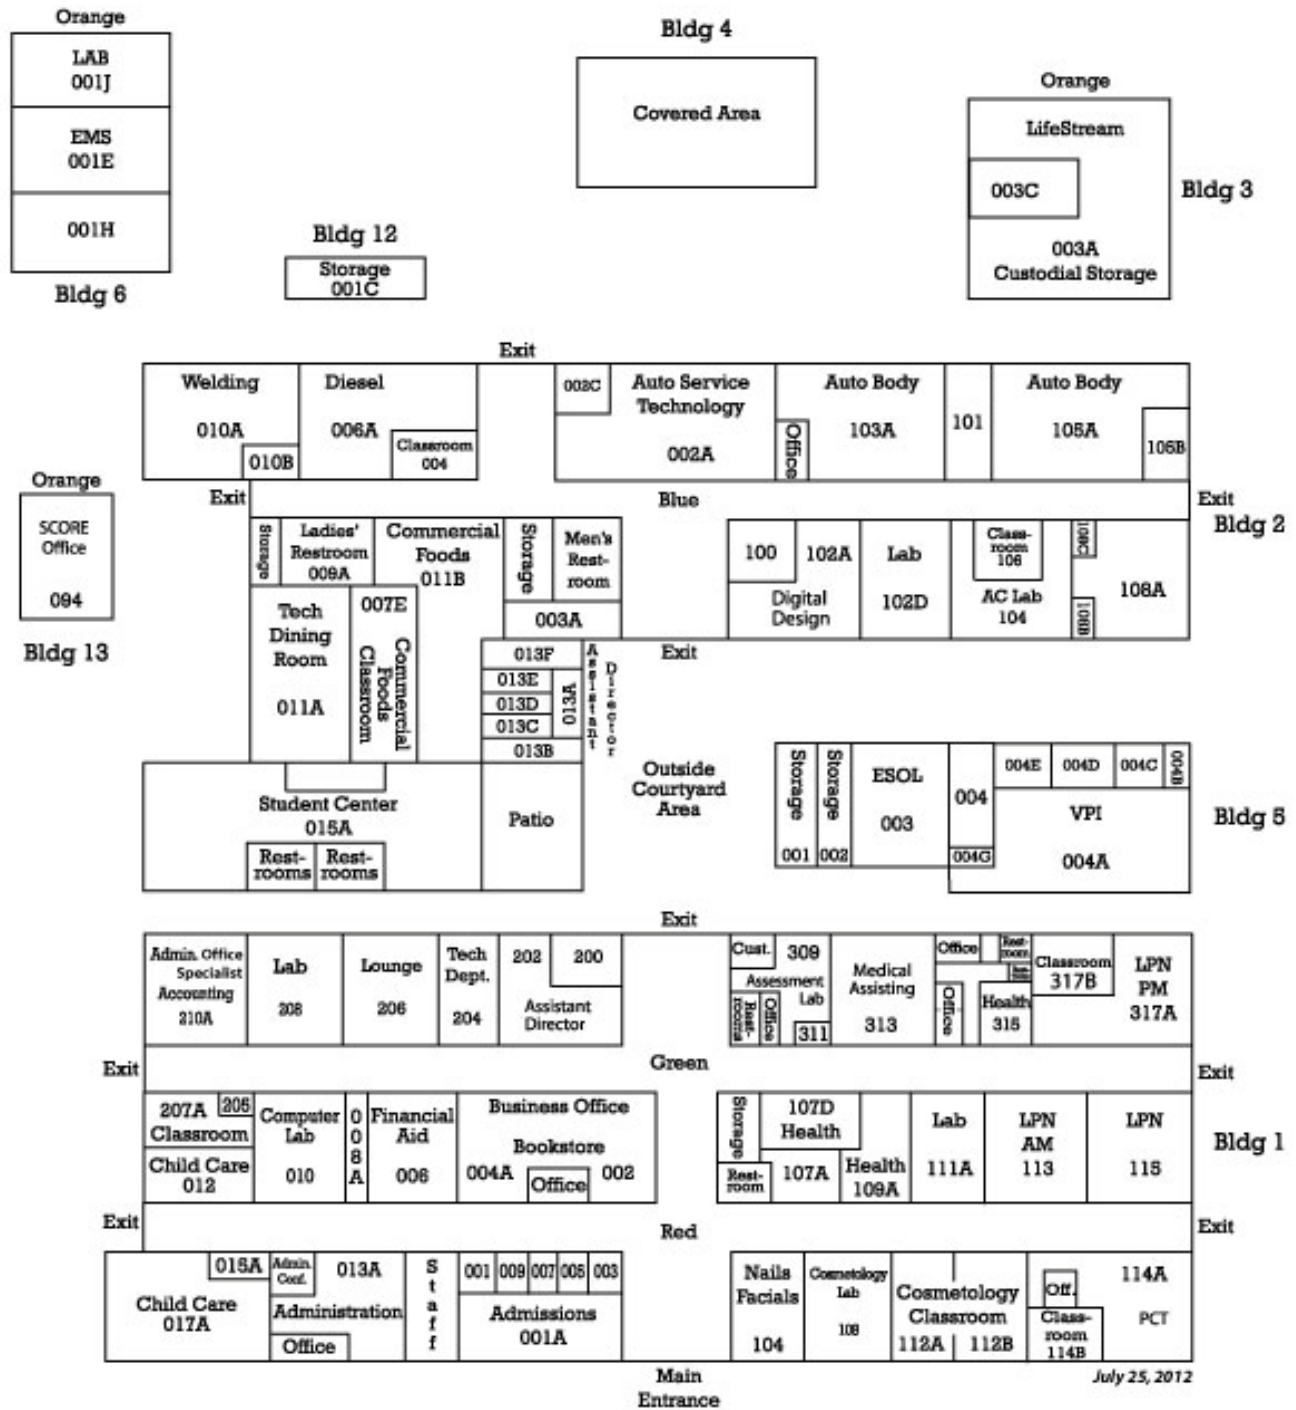 Orange
LAB
001J
EMS
001E
001H
Bldg 6
Bldg 12
Storage
001C
Bldg 4
Covered Area
Orange
LifeStream
003C
003A
Custodial Storage
Bldg 3
Exit
Welding
010A
010B
Diesel
006A
Classroom
004
002C
Auto Service
Technology
002A
Office
Auto Body
103A
101
Auto Body
105A
106B
Orange
SCORE
Office
094
Bldg 13
Exit
Blue
Exit
Bldg 2
Storage
Ladies'
Restroom
009A
Commercial
Foods
011B
Storage
Men's
Rest-
room
003A
100
102A
Digital
Design
Lab
102D
Class-
room
106
AC Lab
104
108C
108B
108A
Tech
Dining
Room
011A
007E
Commercial
Foods
Classroom
013F
013E
013D
013C
013A
013B
Assistant
Director
Exit
Student Center
015A
Rest-
rooms
Rest-
rooms
Patio
Outside
Courtyard
Area
Storage
001
Storage
002
ESOL
003
004
004G
004E
004D
004C
004B
VPI
004A
Bldg 5
Exit
Admin. Office
Specialist
Accounting
210A
Lab
208
Lounge
206
Tech
Dept.
204
202
200
Assistant
Director
Cust.
309
Assessment
Lab
Rest-
rooms
Office
311
Medical
Assisting
313
Office
Office
Rest-
room
Health
315
Classroom
317B
LPN
PM
317A
Exit
Green
Exit
207A
205
Classroom
Child Care
012
Computer
Lab
010
008A
Financial
Aid
006
Business Office
Bookstore
004A
Office
002
Storage
Rest-
room
107D
Health
107A
Health
109A
Lab
111A
LPN
AM
113
LPN
115
Bldg 1
Exit
Red
Exit
015A
Child Care
017A
Admin.
Conf.
013A
Administration
Office
Staff
001
009
007
005
003
Admissions
001A
Nails
Facials
104
Cosmetology
Lab
108
Cosmetology
Classroom
112A
112B
Off.
Class-
room
114B
114A
PCT
Main
Entrance
July 25, 2012